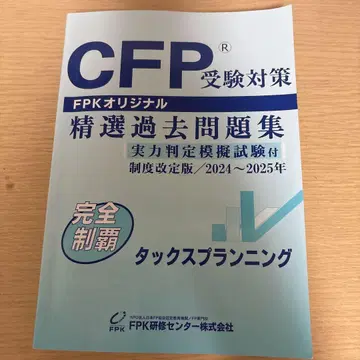 CFP® 受験対策
FPKオリジナル
精選過去問題集
実力判定模擬試験付
制度改定版／2024～2025年
完全
制覇
タックスプランニング
FPK
FPK研修センター株式会社